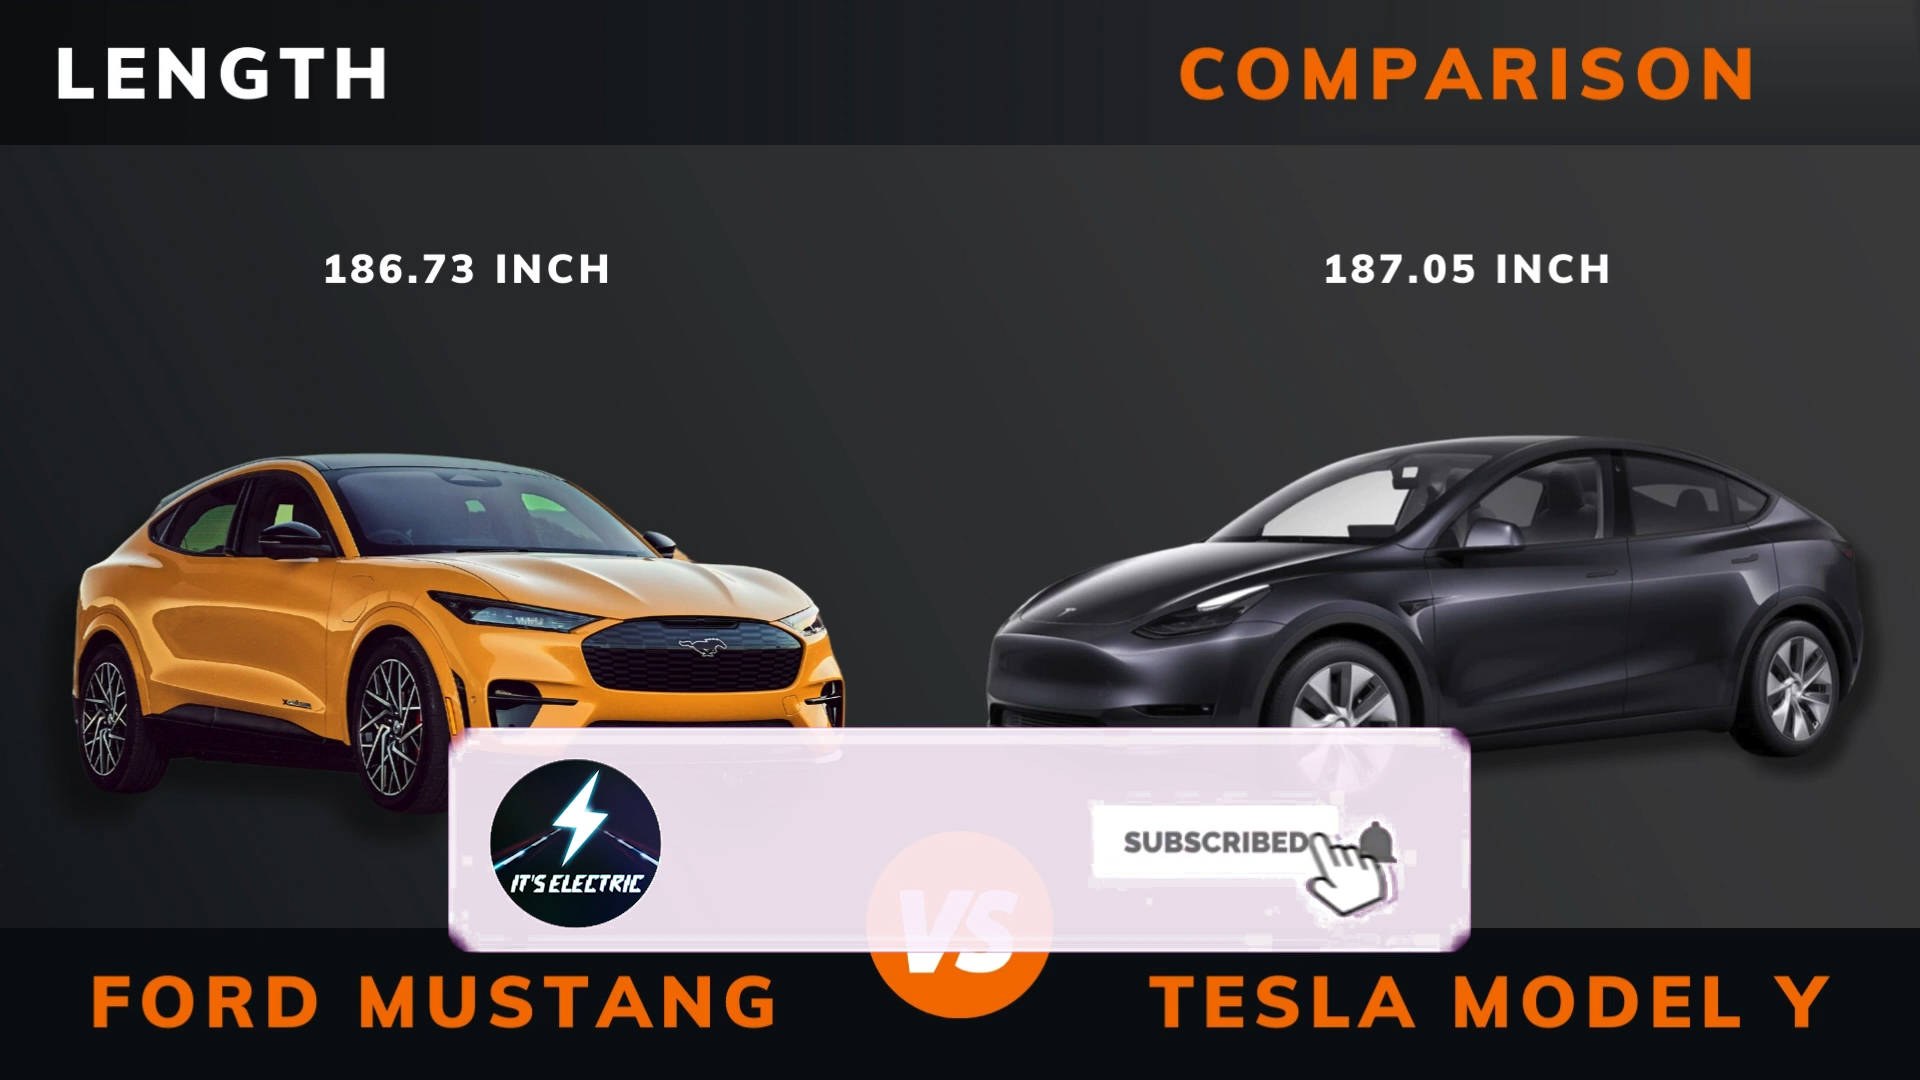 LENGTH
COMPARISON
186.73 INCH
187.05 INCH
IT'S ELECTRIC
SUBSCRIBED
VS
FORD MUSTANG
TESLA MODEL Y